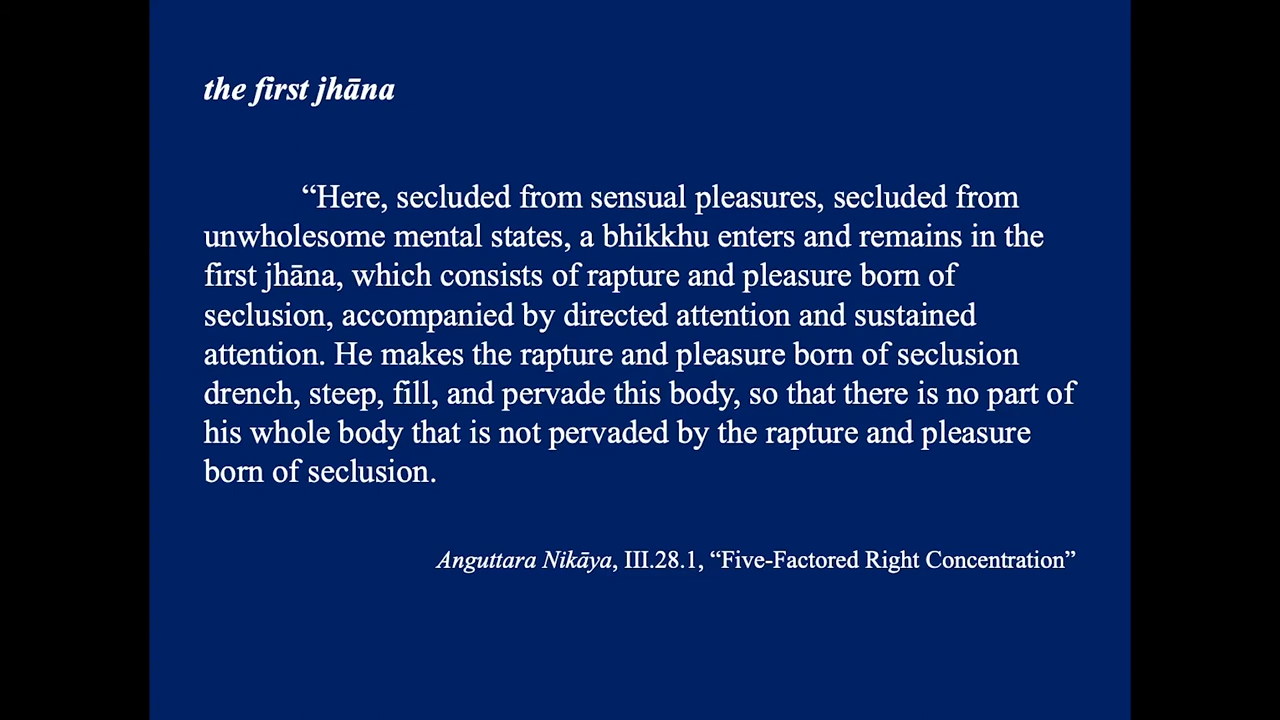 the first jhāna
“Here, secluded from sensual pleasures, secluded from
unwholesome mental states, a bhikkhu enters and remains in the
first jhāna, which consists of rapture and pleasure born of
seclusion, accompanied by directed attention and sustained
attention. He makes the rapture and pleasure born of seclusion
drench, steep, fill, and pervade this body, so that there is no part of
his whole body that is not pervaded by the rapture and pleasure
born of seclusion.
Anguttara Nikāya, III.28.1, “Five-Factored Right Concentration”